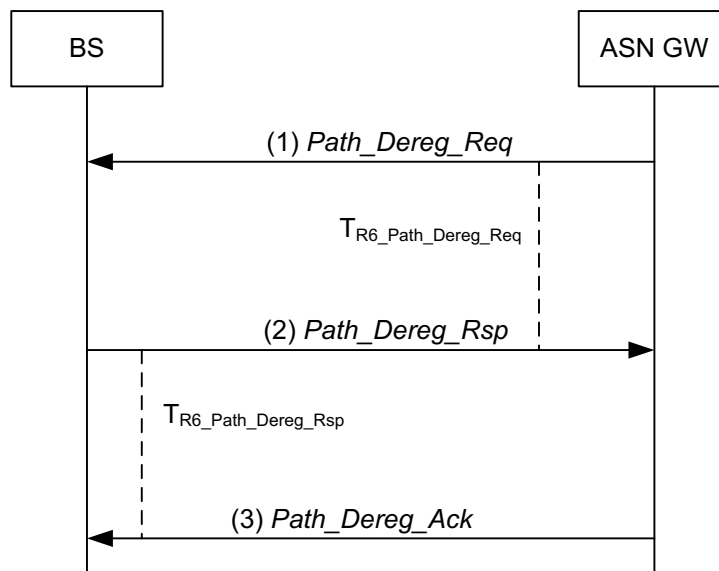 BS
ASN GW
(1) Path_Dereg_Req
TR6_Path_Dereg_Req
(2) Path_Dereg_Rsp
TR6_Path_Dereg_Rsp
(3) Path_Dereg_Ack